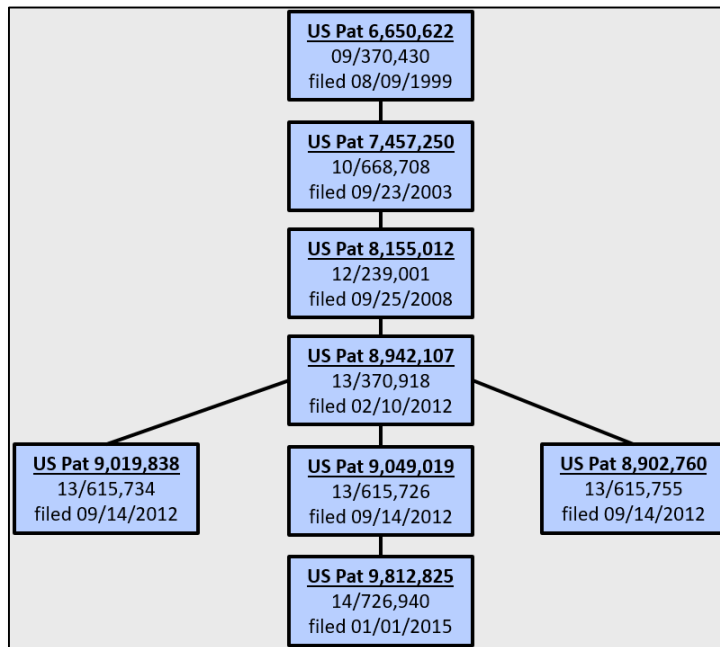 US Pat 6,650,622
09/370,430
filed 08/09/1999
US Pat 7,457,250
10/668,708
filed 09/23/2003
US Pat 8,155,012
12/239,001
filed 09/25/2008
US Pat 8,942,107
13/370,918
filed 02/10/2012
US Pat 9,019,838
13/615,734
filed 09/14/2012
US Pat 9,049,019
13/615,726
filed 09/14/2012
US Pat 8,902,760
13/615,755
filed 09/14/2012
US Pat 9,812,825
14/726,940
filed 01/01/2015